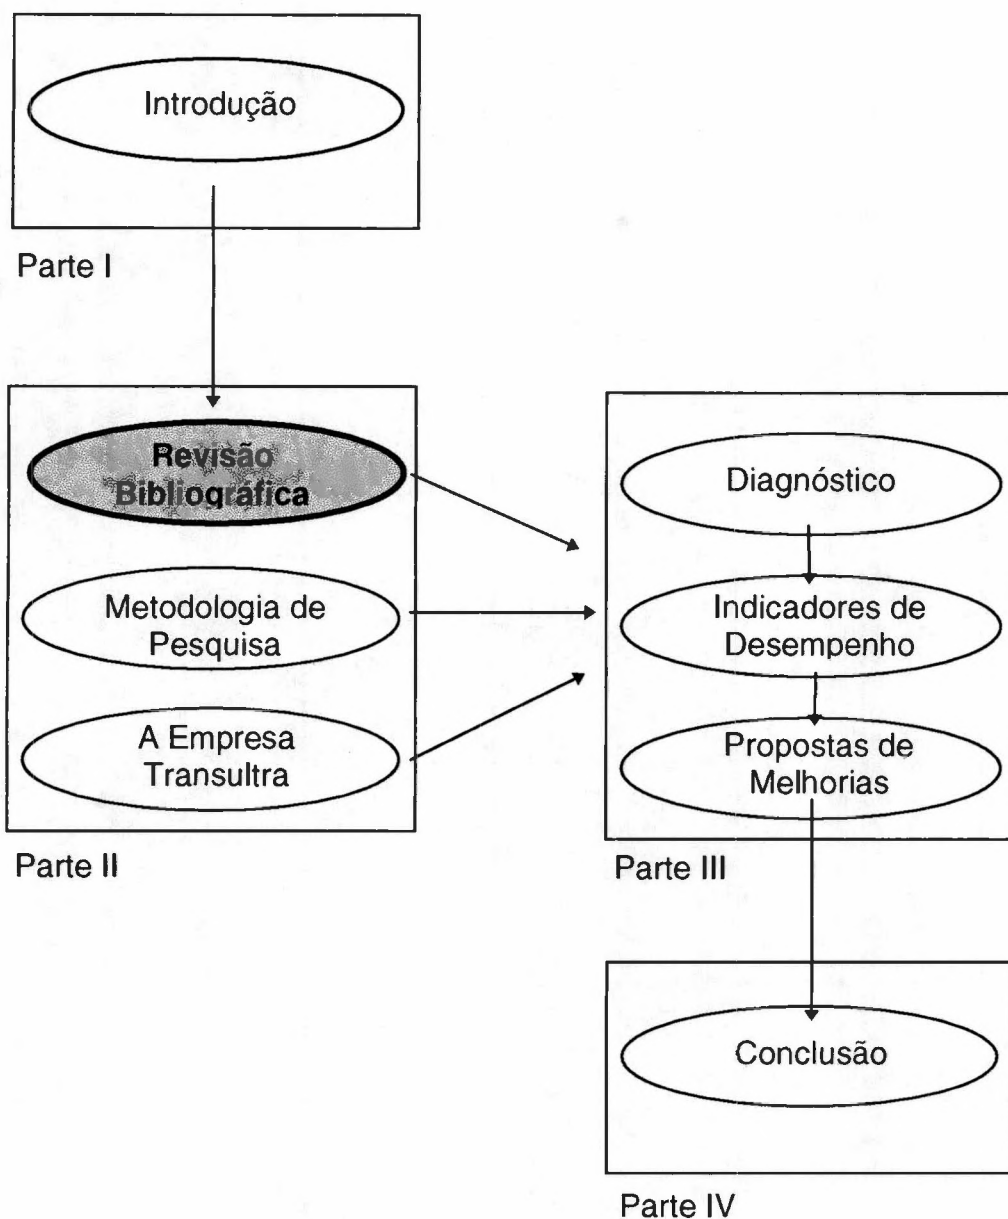 Introdução
Parte I
Revisão
Bibliográfica
Metodologia de
Pesquisa
A Empresa
Transultra
Parte II
Diagnóstico
Indicadores de
Desempenho
Propostas de
Melhorias
Parte III
Conclusão
Parte IV